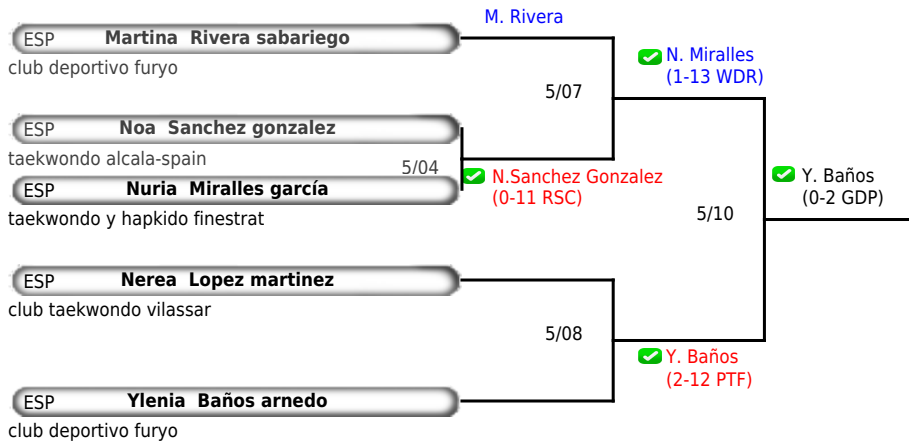 M. Rivera
ESP Martina Rivera sabariego
club deportivo furyo
N. Miralles
(1-13 WDR)
5/07
ESP Noa Sanchez gonzalez
taekwondo alcala-spain
5/04
N.Sanchez Gonzalez
(0-11 RSC)
Y. Baños
(0-2 GDP)
ESP Nuria Miralles garcía
taekwondo y hapkido finestrat
5/10
ESP Nerea Lopez martinez
club taekwondo vilassar
5/08
Y. Baños
(2-12 PTF)
ESP Ylenia Baños arnedo
club deportivo furyo